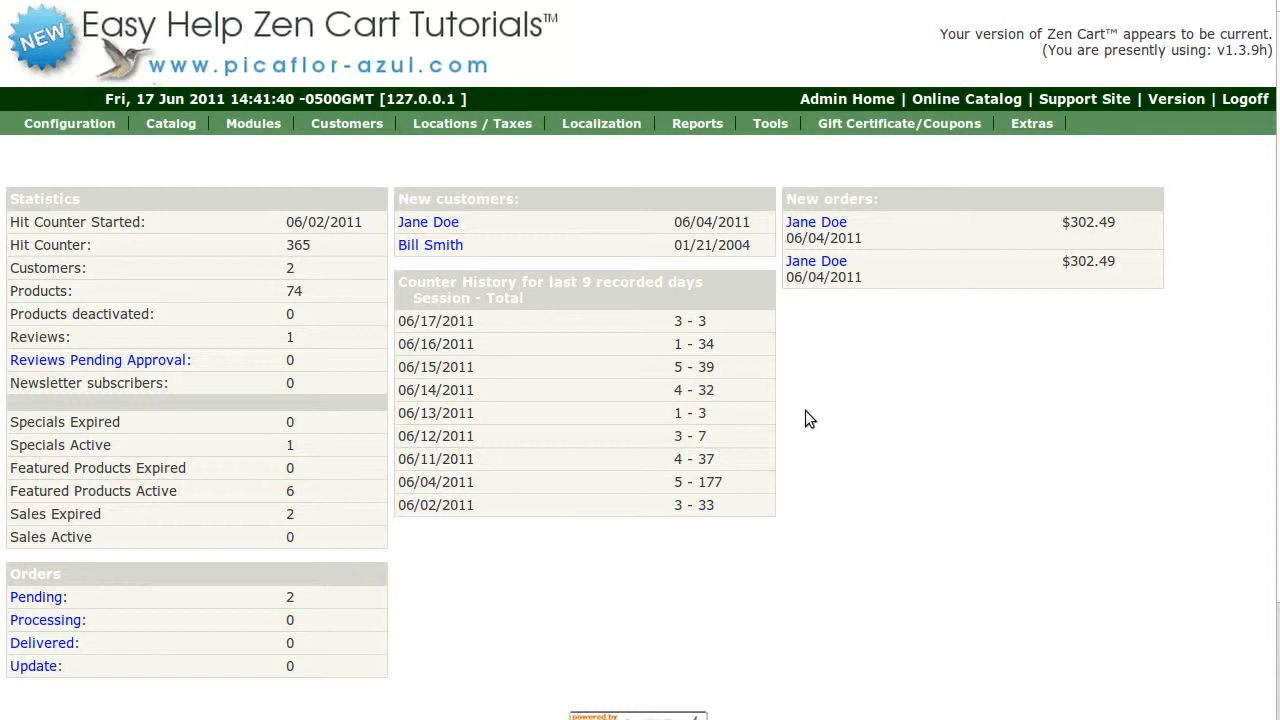 NEW
Easy Help Zen Cart Tutorials™
www.picaflor-azul.com
Your version of Zen Cart™ appears to be current.
(You are presently using: v1.3.9h)
Fri, 17 Jun 2011 14:41:40 -0500GMT [127.0.0.1 ]
Admin Home | Online Catalog | Support Site | Version | Logoff
Configuration | Catalog | Modules | Customers | Locations / Taxes | Localization | Reports | Tools | Gift Certificate/Coupons | Extras |
Statistics
Hit Counter Started: 06/02/2011
Hit Counter: 365
Customers: 2
Products: 74
Products deactivated: 0
Reviews: 1
Reviews Pending Approval: 0
Newsletter subscribers: 0
Specials Expired 0
Specials Active 1
Featured Products Expired 0
Featured Products Active 6
Sales Expired 2
Sales Active 0
Orders
Pending: 2
Processing: 0
Delivered: 0
Update: 0
New customers:
Jane Doe 06/04/2011
Bill Smith 01/21/2004
Counter History for last 9 recorded days
Session - Total
06/17/2011 3 - 3
06/16/2011 1 - 34
06/15/2011 5 - 39
06/14/2011 4 - 32
06/13/2011 1 - 3
06/12/2011 3 - 7
06/11/2011 4 - 37
06/04/2011 5 - 177
06/02/2011 3 - 33
New orders:
Jane Doe $302.49
06/04/2011
Jane Doe $302.49
06/04/2011
powered by